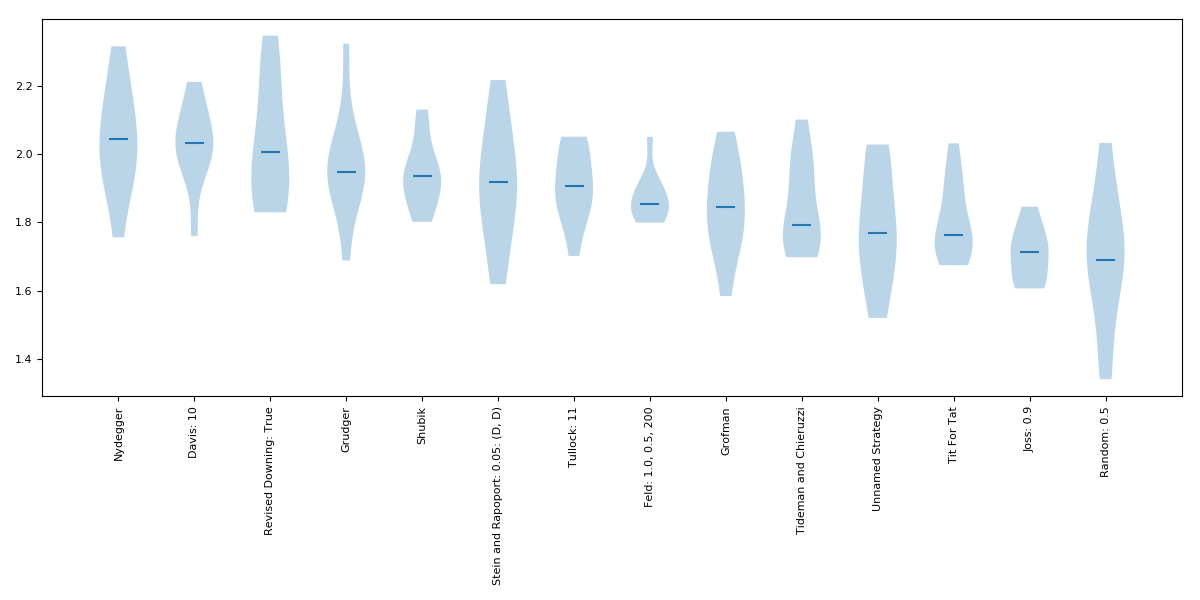 2.2
2.0
1.8
1.6
1.4
Nydegger
Davis: 10
Revised Downing: True
Grudger
Shubik
Stein and Rapoport: 0.05: (D, D)
Tullock: 11
Feld: 1.0, 0.5, 200
Grofman
Tideman and Chieruzzi
Unnamed Strategy
Tit For Tat
Joss: 0.9
Random: 0.5